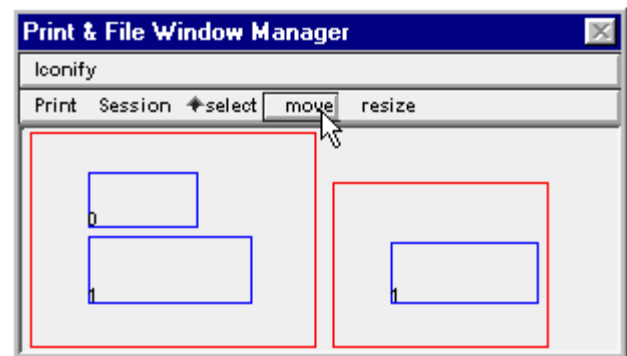 Print & File Window Manager
Iconify
Print Session select move resize
0
1 1